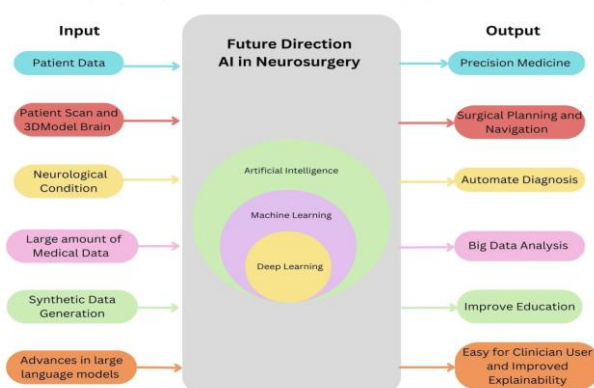 Input
Future Direction
AI in Neurosurgery
Output
Patient Data
Precision Medicine
Patient Scan and
3DModel Brain
Surgical Planning and
Navigation
Neurological
Condition
Artificial Intelligence
Automate Diagnosis
Machine Learning
Large amount of
Medical Data
Big Data Analysis
Deep Learning
Synthetic Data
Generation
Improve Education
Advances in large
language models
Easy for Clinician User
and Improved
Explainability